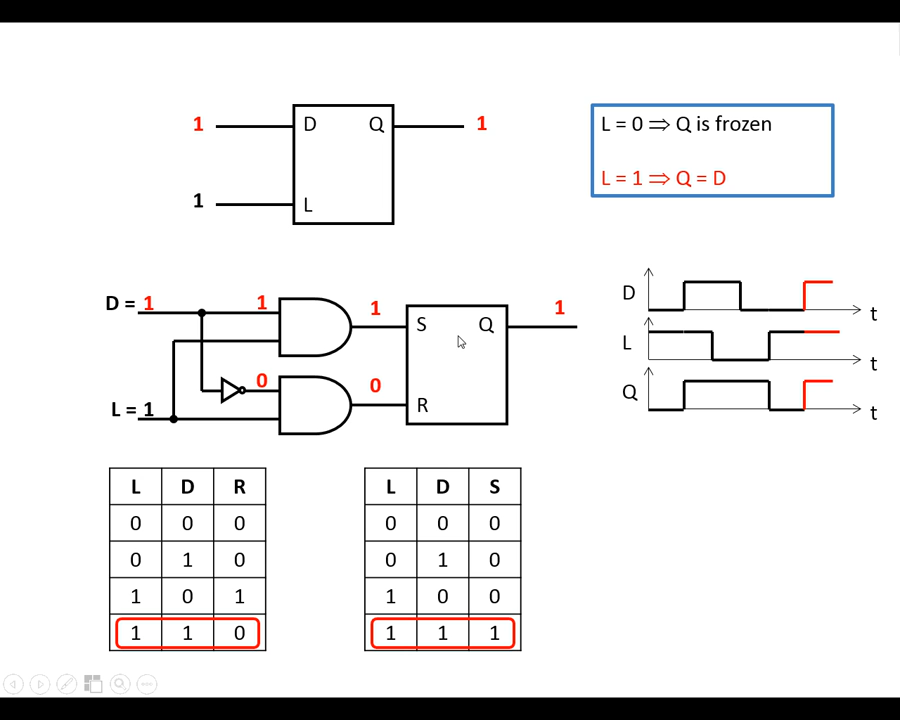 1 D Q 1
1 L
L = 0 ⇒ Q is frozen
L = 1 ⇒ Q = D
D = 1 1 1 S Q 1
0 0 R
L = 1
D t
L t
Q t
L D R
0 0 0
0 1 0
1 0 1
1 1 0
L D S
0 0 0
0 1 0
1 0 0
1 1 1